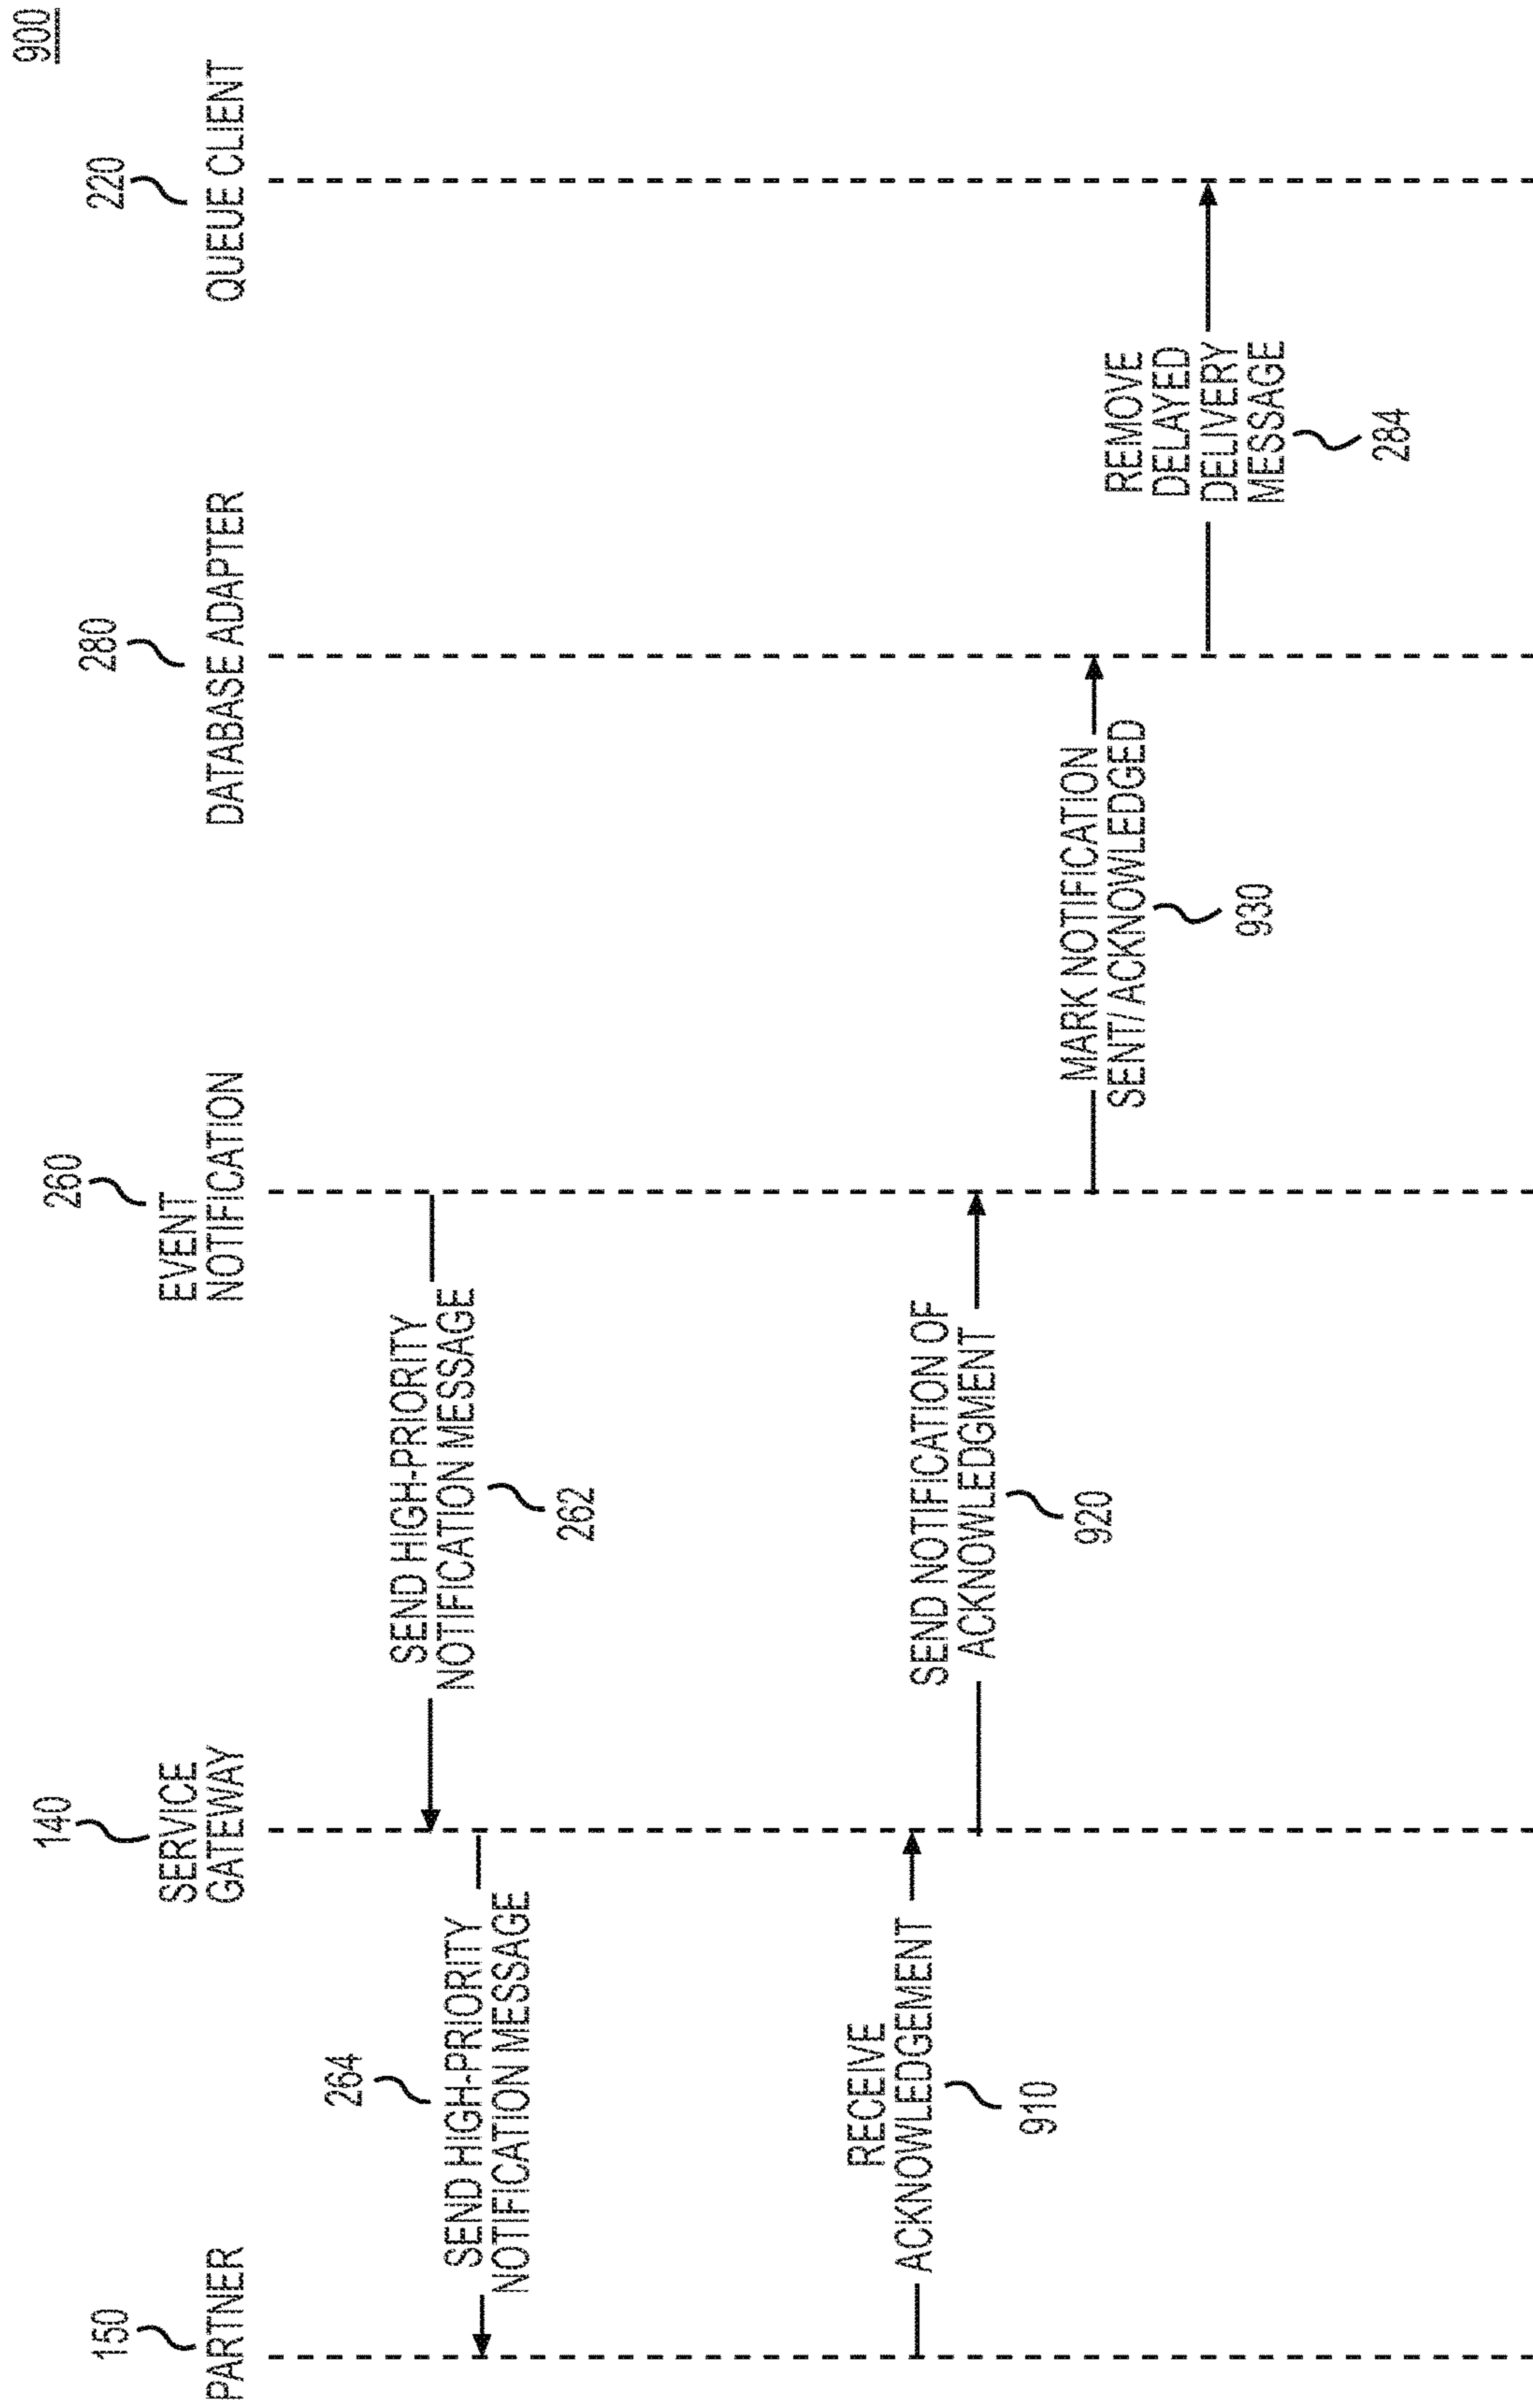 900
150
PARTNER
140
SERVICE
GATEWAY
260
EVENT
NOTIFICATION
280
DATABASE ADAPTER
220
QUEUE CLIENT
SEND HIGH-PRIORITY
NOTIFICATION MESSAGE
262
264
SEND HIGH-PRIORITY
NOTIFICATION MESSAGE
RECEIVE
ACKNOWLEDGEMENT
910
SEND NOTIFICATION OF
ACKNOWLEDGMENT
920
MARK NOTIFICATION
SENT/ ACKNOWLEDGED
930
REMOVE
DELAYED
DELIVERY
MESSAGE
284